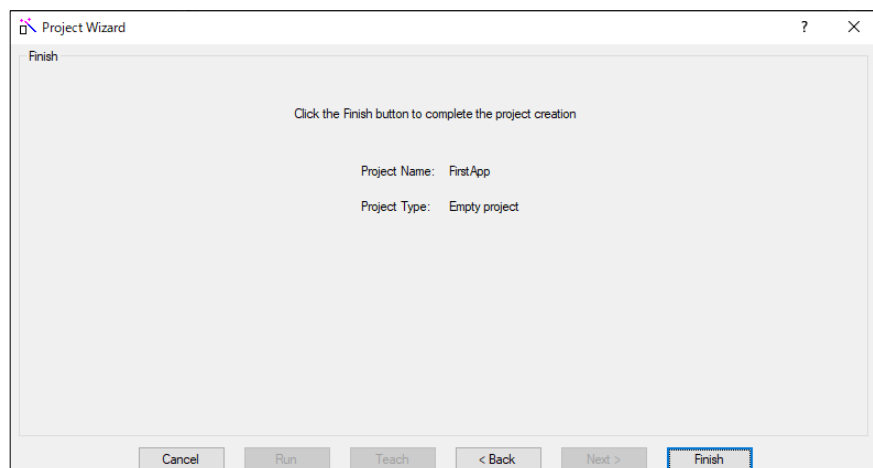 Project Wizard ?
Finish
Click the Finish button to complete the project creation
Project Name: FirstApp
Project Type: Empty project
Cancel Run Teach < Back Next > Finish